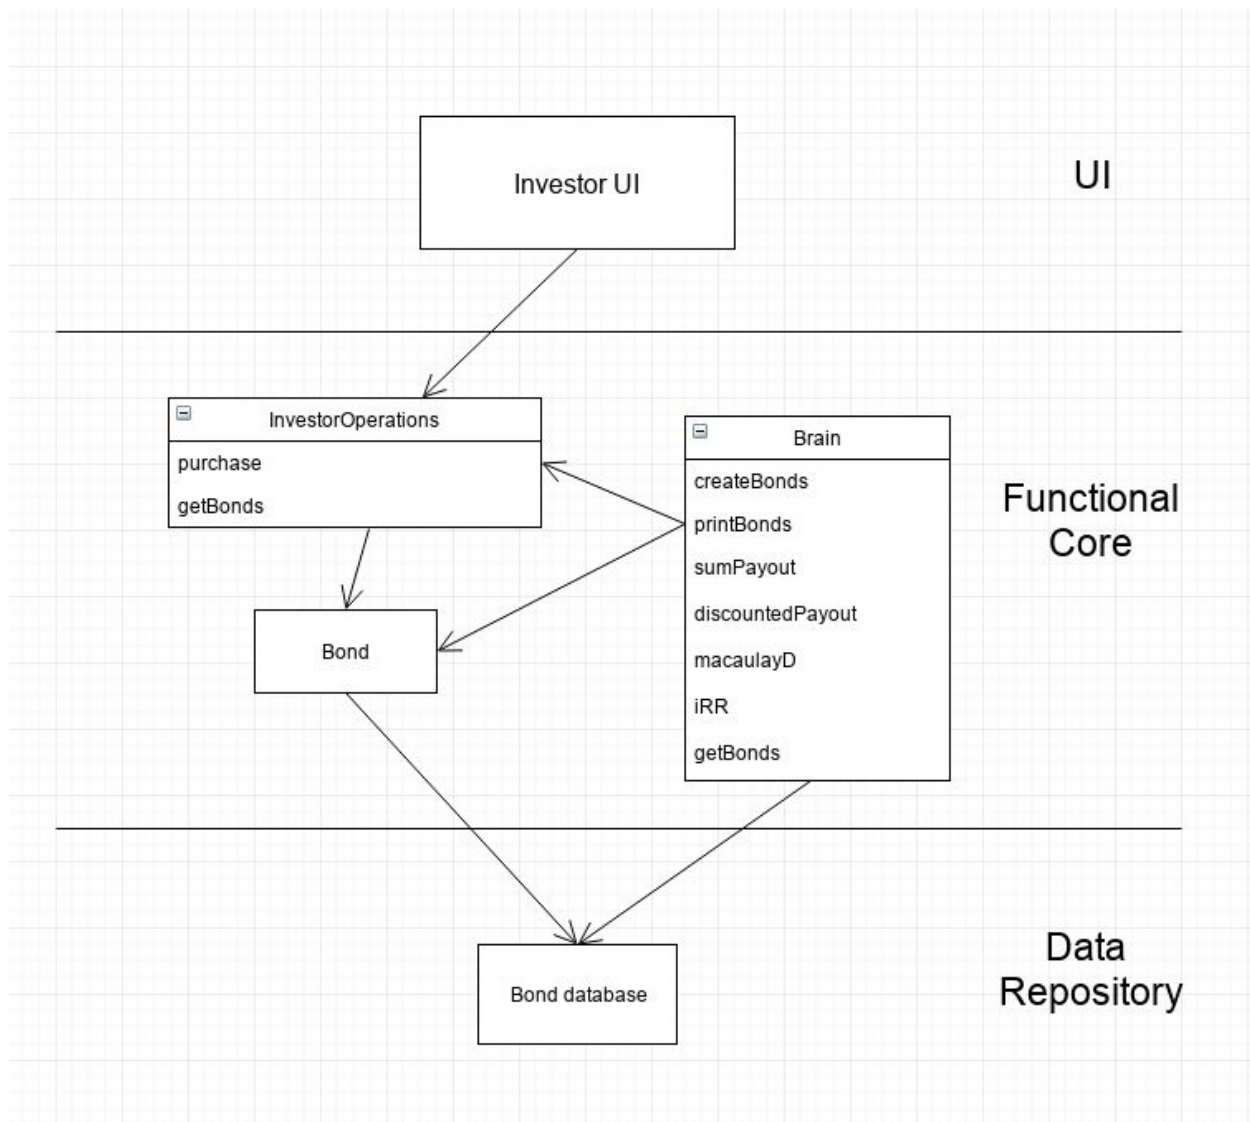 Investor UI
UI
InvestorOperations
purchase
getBonds
Brain
createBonds
printBonds
sumPayout
discountedPayout
macaulayD
iRR
getBonds
Functional
Core
Bond
Bond database
Data
Repository